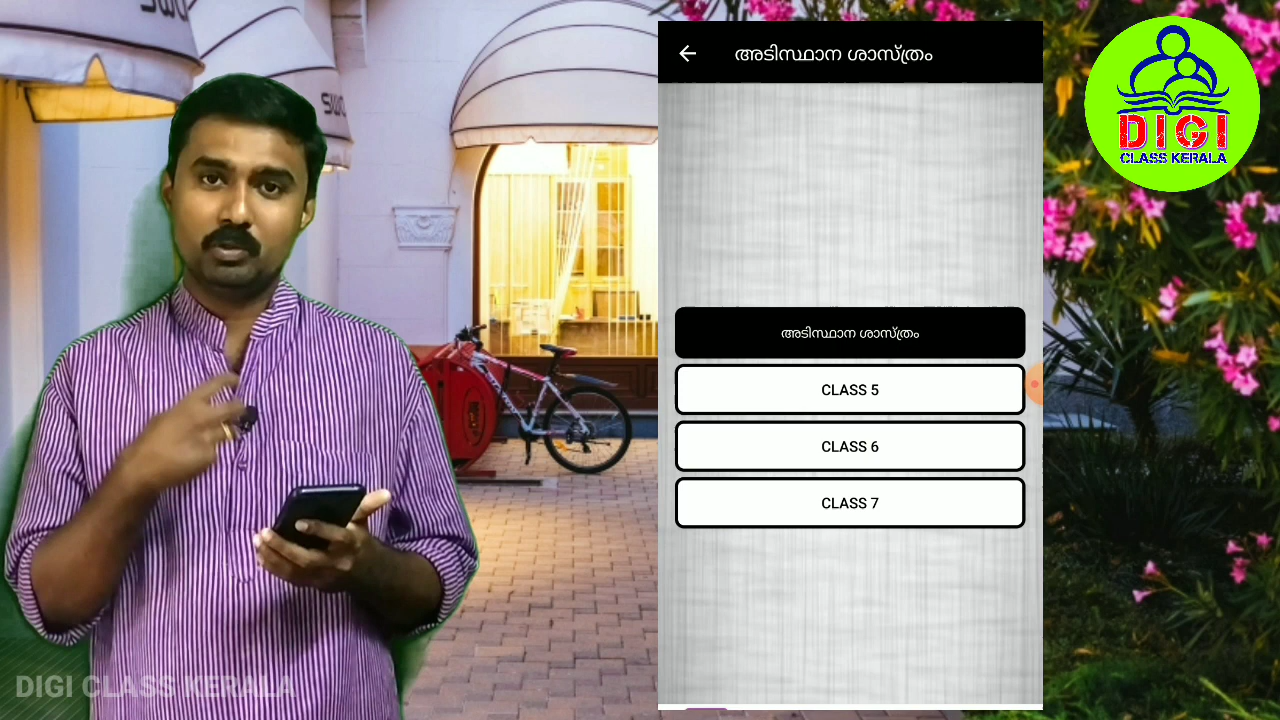 അടിസ്ഥാന ശാസ്ത്രം
അടിസ്ഥാന ശാസ്ത്രം
CLASS 5
CLASS 6
CLASS 7
DIGI
CLASS KERALA
DIGI CLASS KERALA